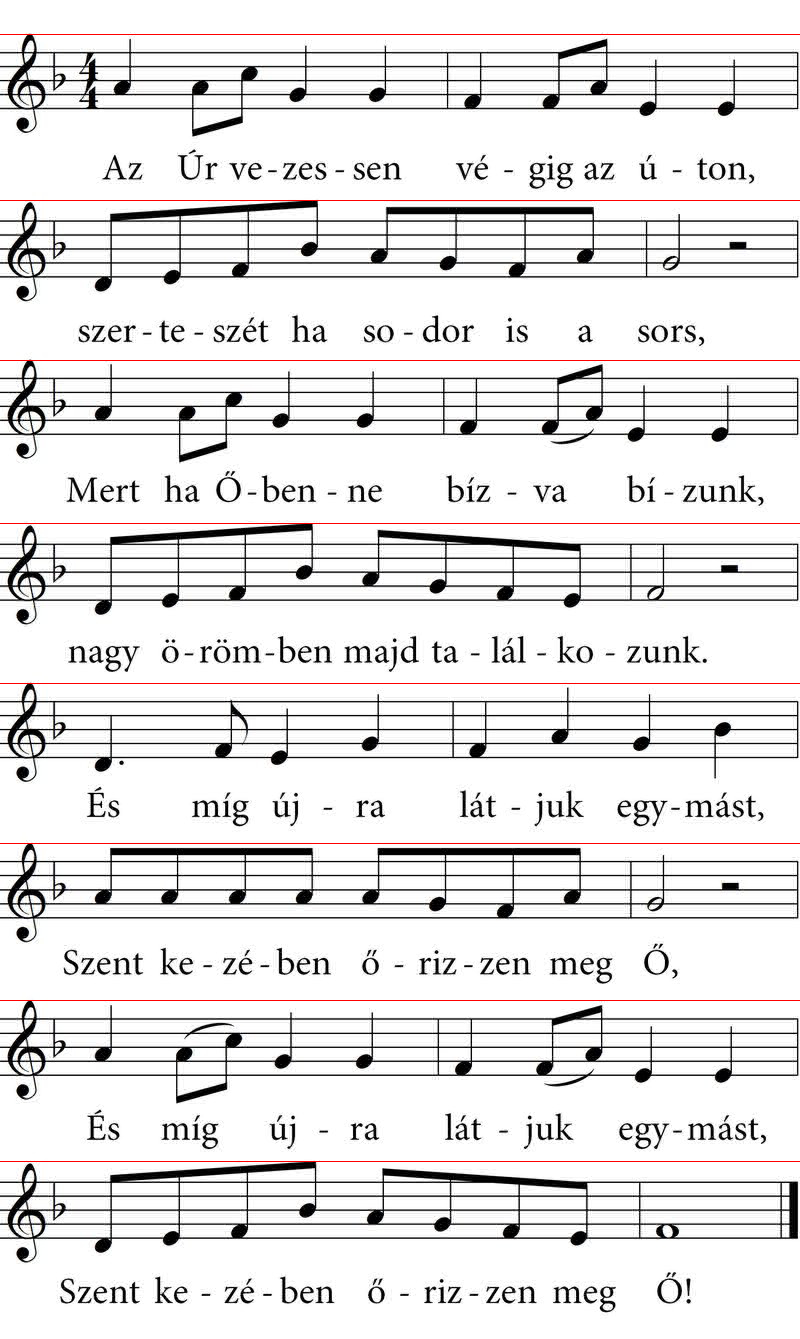 4
4
Az Úr ve-zes-sen vé - gig az ú - ton,
szer-te-szét ha so-dor is a sors,
Mert ha Ő-ben-ne bíz - va bí-zunk,
nagy ö-röm-ben majd ta-lál-ko-zunk.
És míg új - ra lát - juk egy-mást,
Szent ke-zé-ben ő - riz-zen meg Ő,
És míg új - ra lát - juk egy-mást,
Szent ke - zé-ben ő - riz-zen meg Ő!